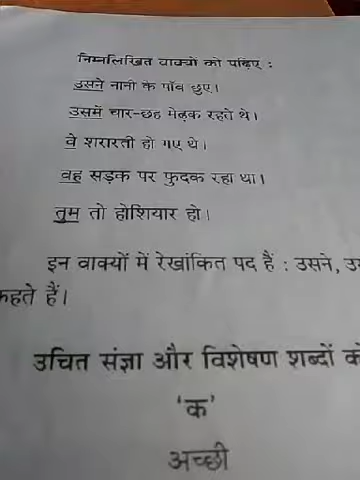 निम्नलिखित वाक्यों को पढ़िए :
उसने नानी के पाँव छुए।
उसमें चार-छह मेढ़क रहते थे।
वे शरारती हो गए थे।
वह सड़क पर फुदक रहा था।
तुम तो होशियार हो।
इन वाक्यों में रेखांकित पद हैं : उसने,
कहते हैं।
उचित संज्ञा और विशेषण शब्दों को
‘क’
अच्छी